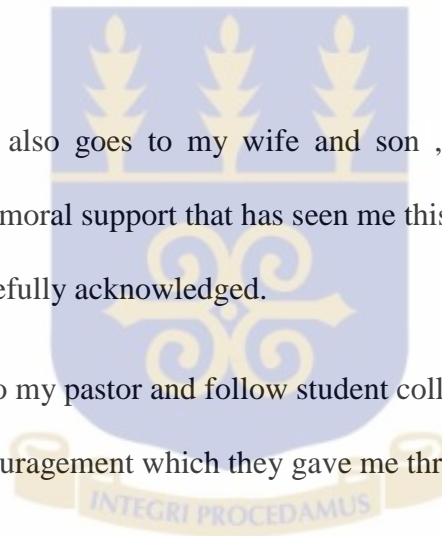 also goes to my wife and son ,
moral support that has seen me this
efully acknowledged.
o my pastor and follow student coll
uragement which they gave me thr
INTEGRI PROCEDAMUS